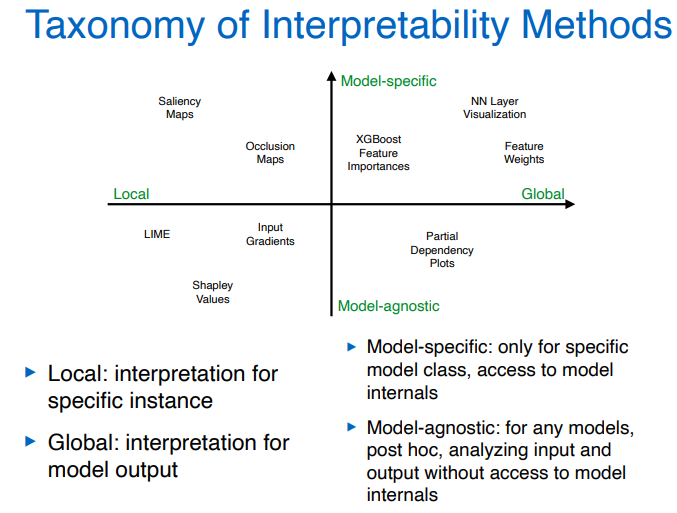 Taxonomy of Interpretability Methods
Model-specific
Saliency
Maps
NN Layer
Visualization
Occlusion
Maps
XGBoost
Feature
Importances
Feature
Weights
Local
Global
LIME
Input
Gradients
Partial
Dependency
Plots
Shapley
Values
Model-agnostic
Local: interpretation for
specific instance
Global: interpretation for
model output
Model-specific: only for specific
model class, access to model
internals
Model-agnostic: for any models,
post hoc, analyzing input and
output without access to model
internals